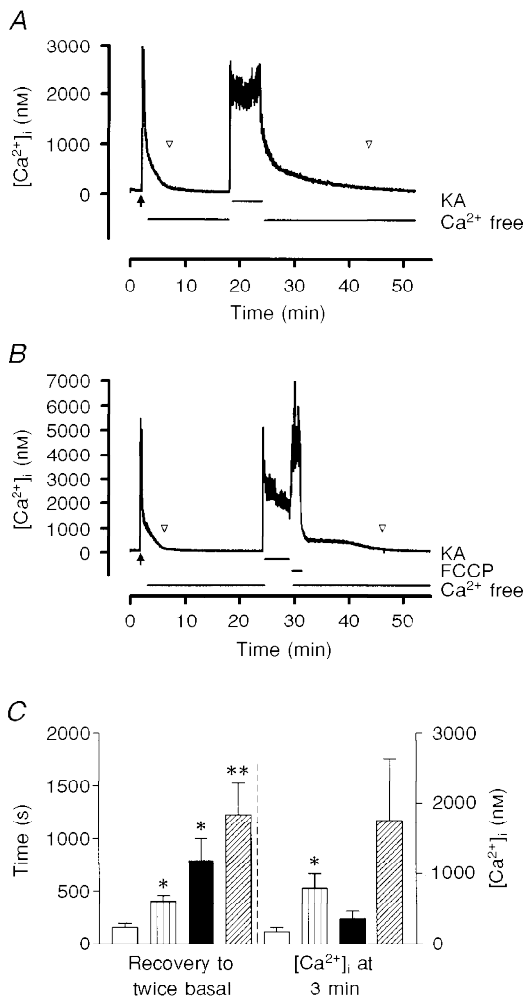 A
3000
2000
1000
0
[Ca²⁺]ᵢ (nM)
KA
Ca²⁺ free
0 10 20 30 40 50
Time (min)
B
7000
6000
5000
4000
3000
2000
1000
0
[Ca²⁺]ᵢ (nM)
KA
FCCP
Ca²⁺ free
0 10 20 30 40 50
Time (min)
C
2000
1500
1000
500
0
Time (s)
* * ** *
3000
2000
1000
0
[Ca²⁺]ᵢ (nM)
Recovery to
twice basal
[Ca²⁺]ᵢ at
3 min